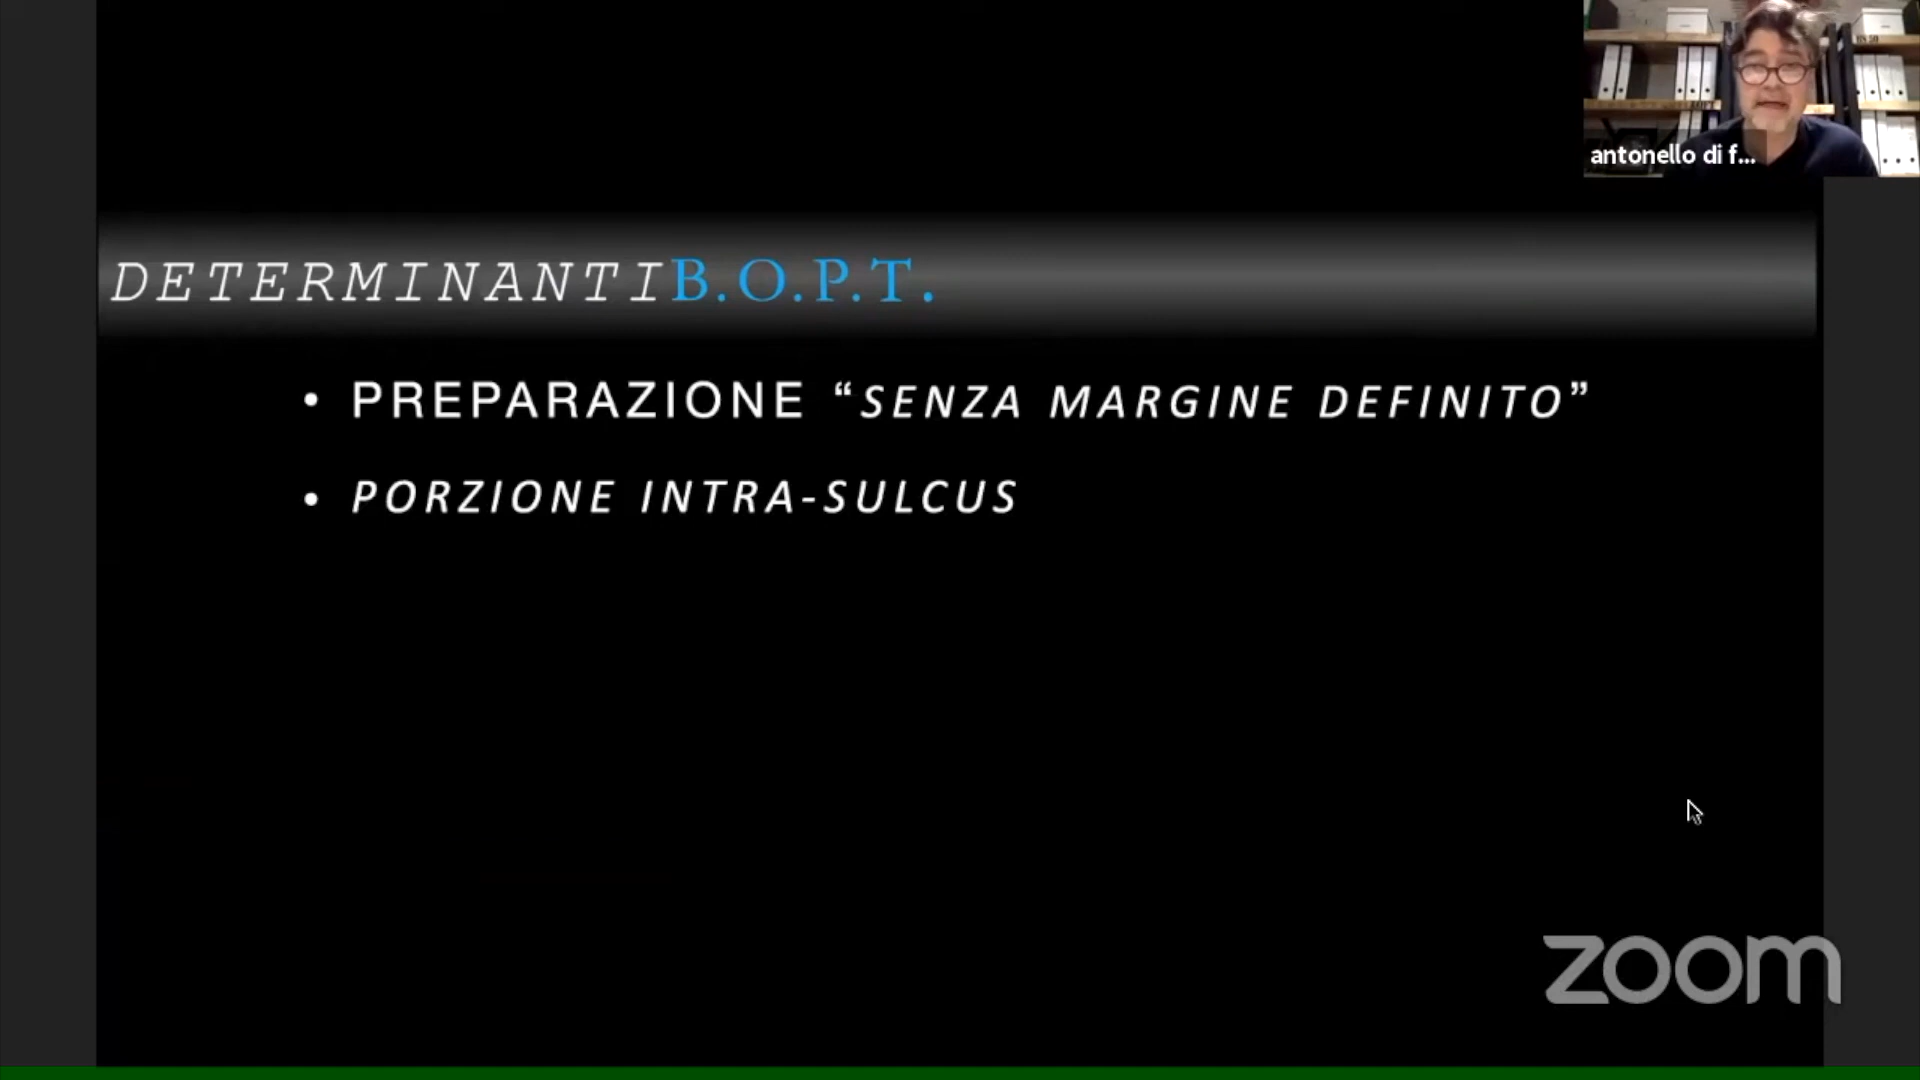 antonello di f...
DETERMINANTI B.O.P.T.
• PREPARAZIONE “SENZA MARGINE DEFINITO”
• PORZIONE INTRA-SULCUS
zoom